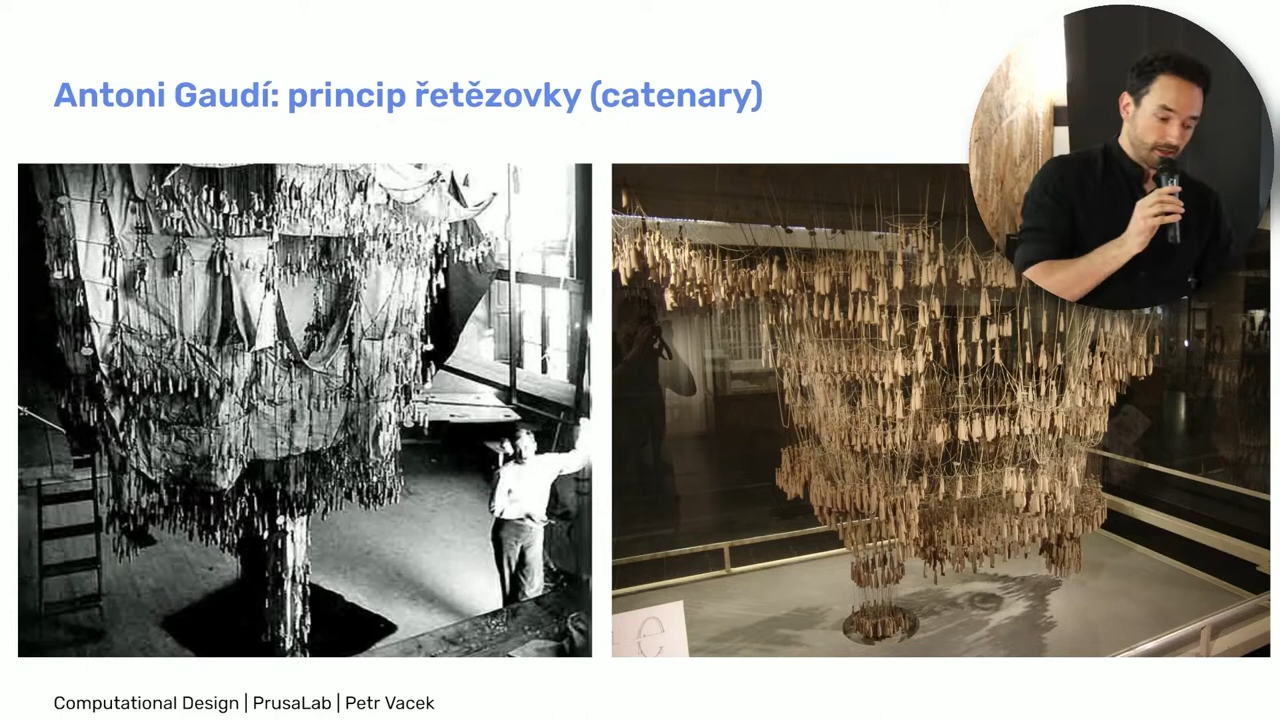 Antoni Gaudí: princip řetězovky (catenary)
e
Computational Design | PrusaLab | Petr Vacek